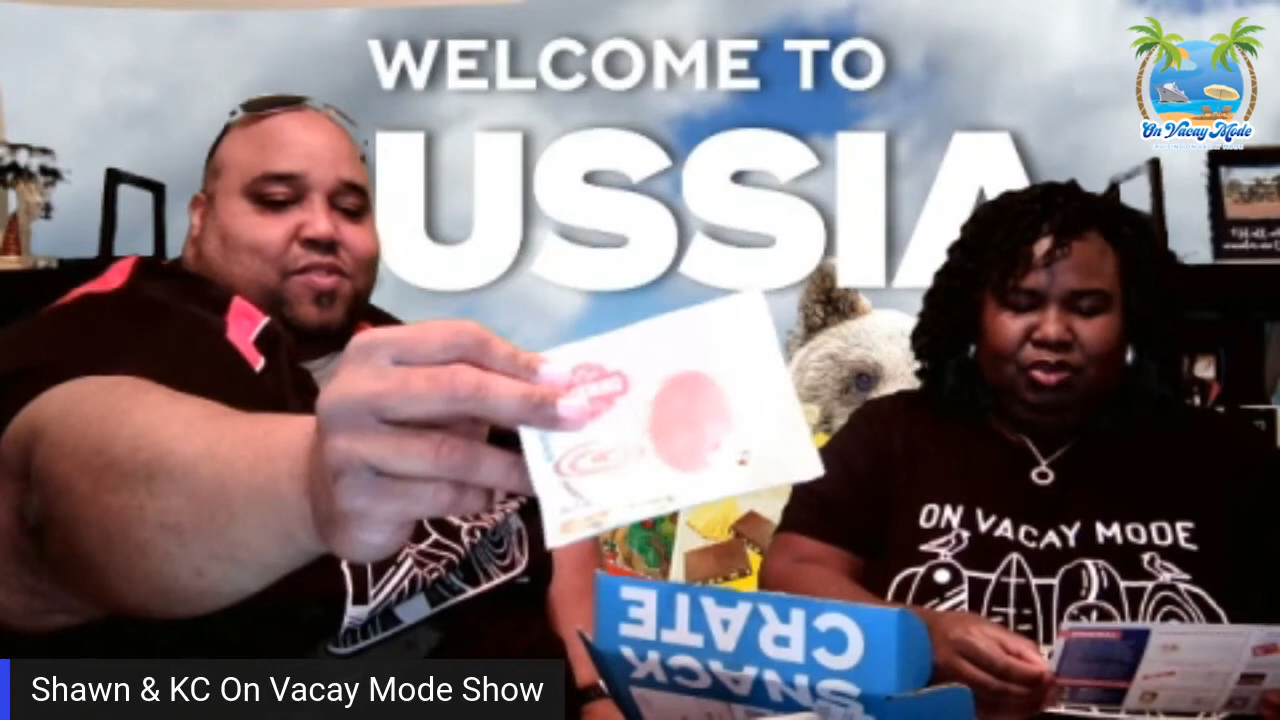 WELCOME TO
USSIA
On Vacay Mode
ON VACAY MODE
SNACK
CRATE
Shawn & KC On Vacay Mode Show